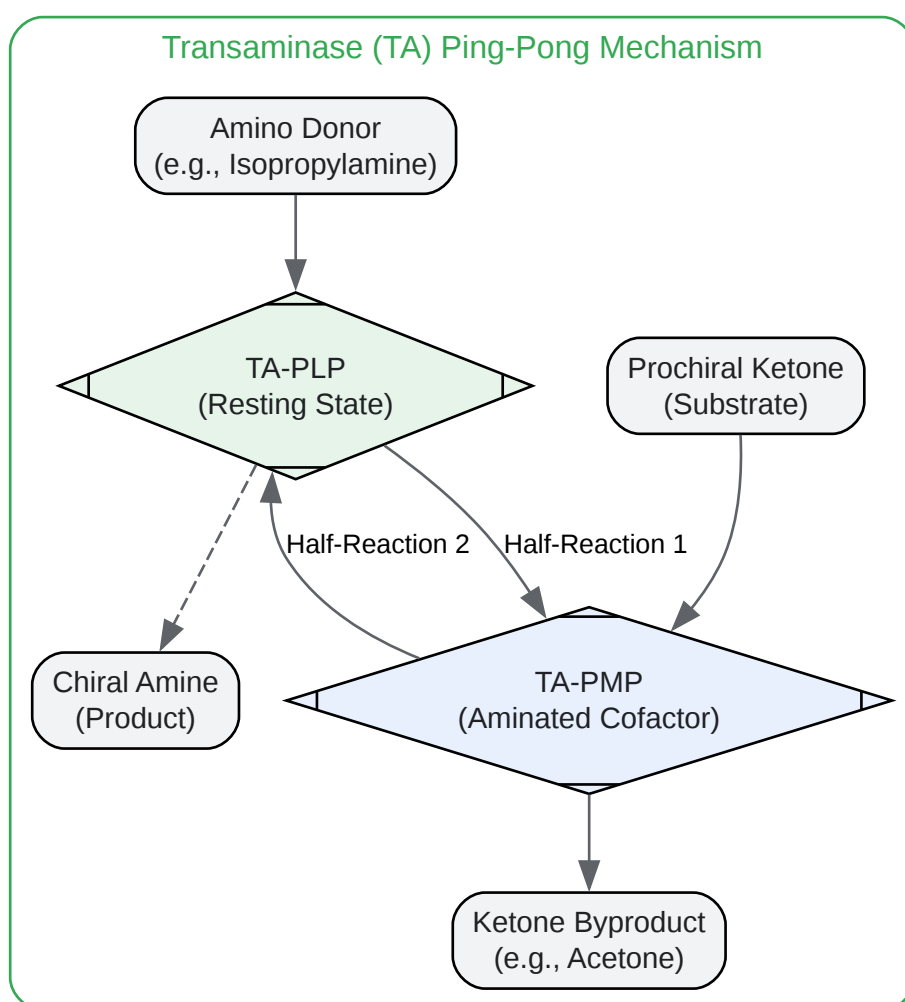 Transaminase (TA) Ping-Pong Mechanism
Amino Donor
(e.g., Isopropylamine)
TA-PLP
(Resting State)
Prochiral Ketone
(Substrate)
Half-Reaction 2
Half-Reaction 1
Chiral Amine
(Product)
TA-PMP
(Aminated Cofactor)
Ketone Byproduct
(e.g., Acetone)